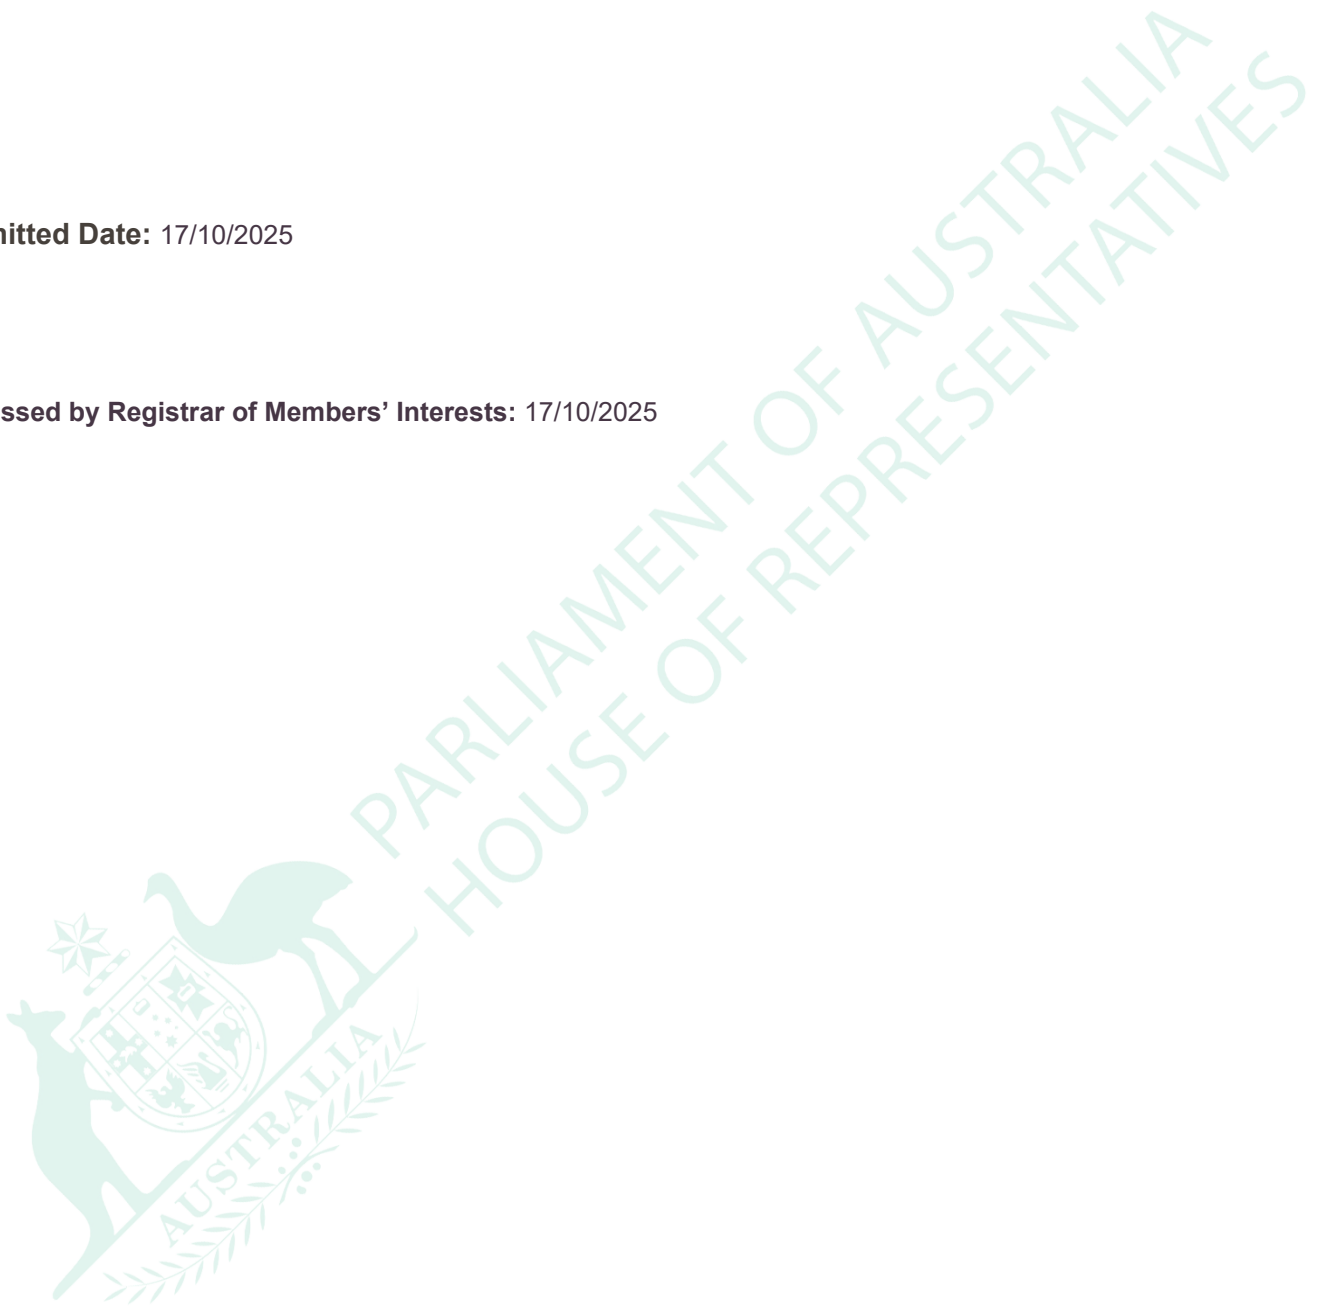 mitted Date: 17/10/2025
ssed by Registrar of Members’ Interests: 17/10/2025
PARLIAMENT OF AUSTRALIA
HOUSE OF REPRESENTATIVES
AUSTRALIA